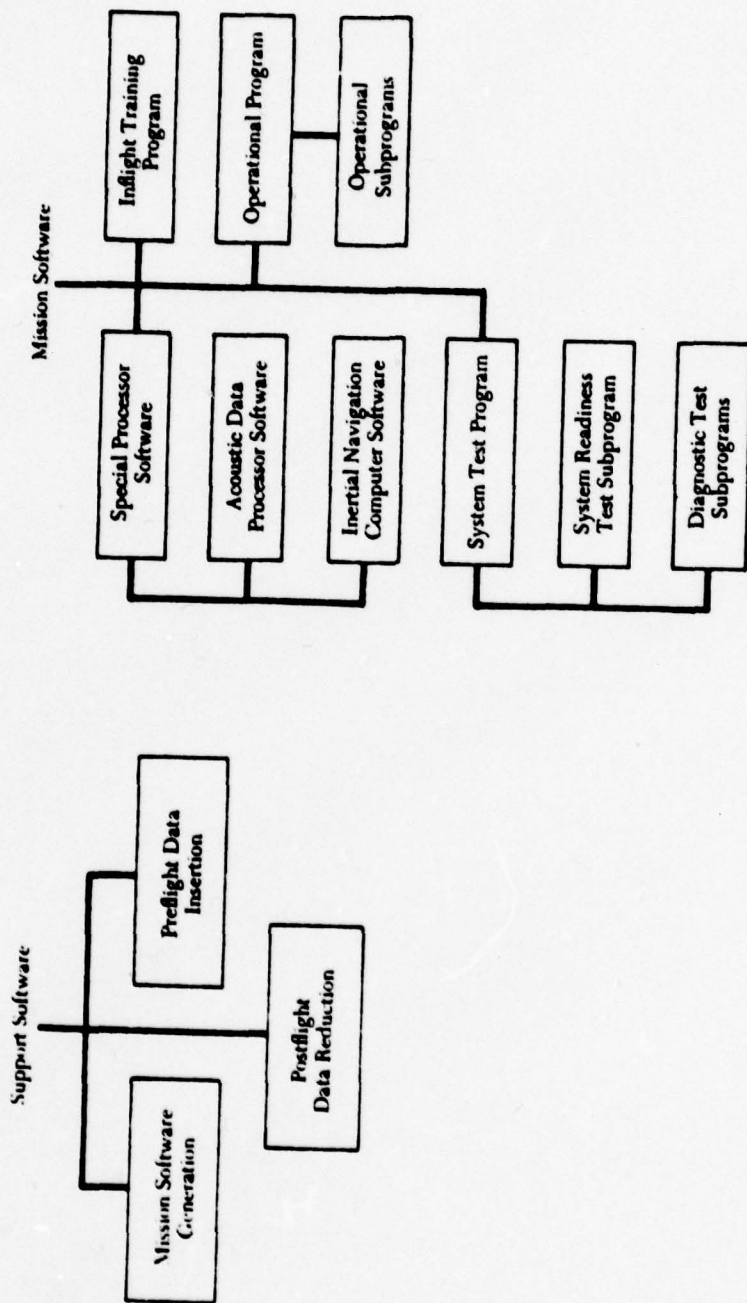 Support Software
Mission Software
Generation
Preflight Data
Insertion
Postflight
Data Reduction
Mission Software
Special Processor
Software
Inflight Training
Program
Acoustic Data
Processor Software
Operational Program
Inertial Navigation
Computer Software
Operational
Subprograms
System Test Program
System Readiness
Test Subprogram
Diagnostic Test
Subprograms